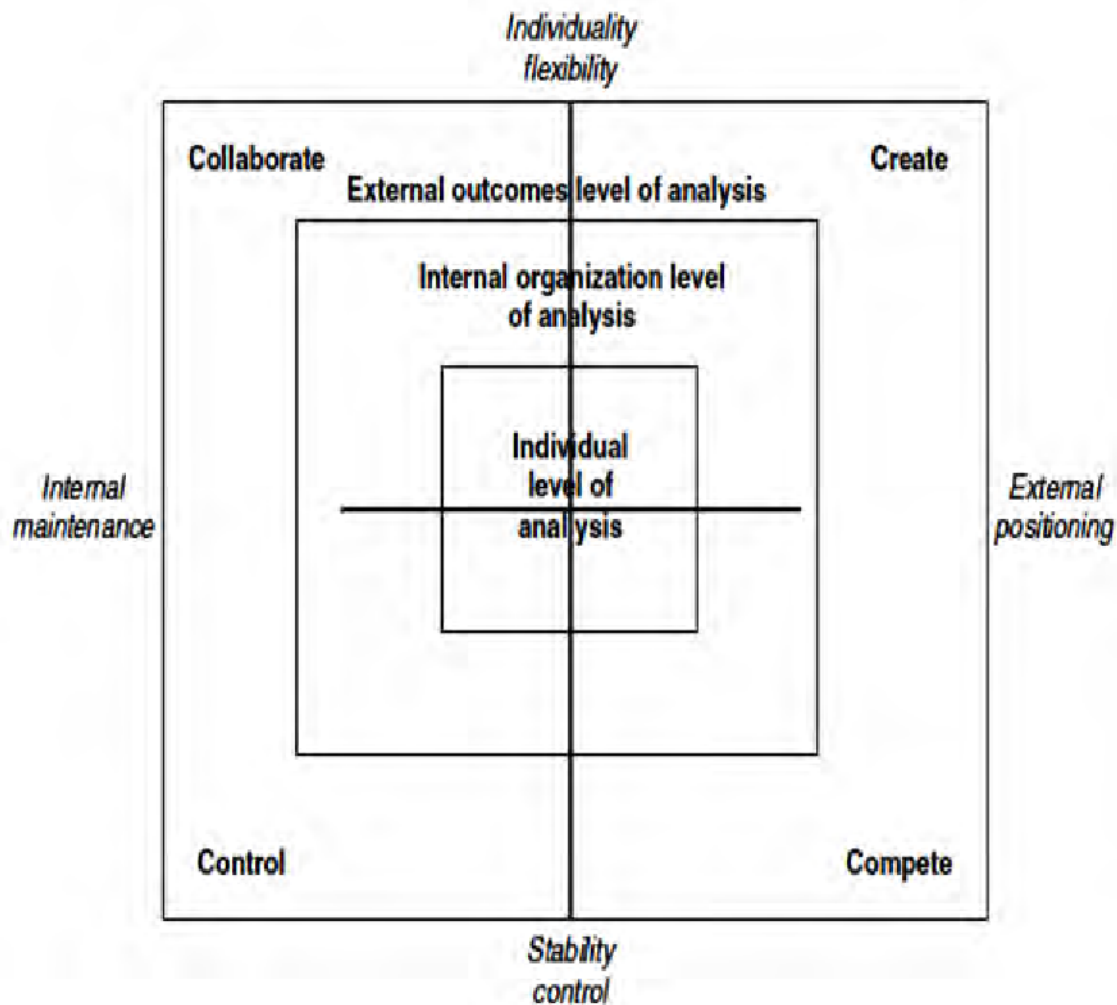 Individuality
flexibility
Collaborate
Create
External outcomes level of analysis
Internal organization level
of analysis
Individual
level of
analysis
Internal
maintenance
External
positioning
Control
Compete
Stability
control